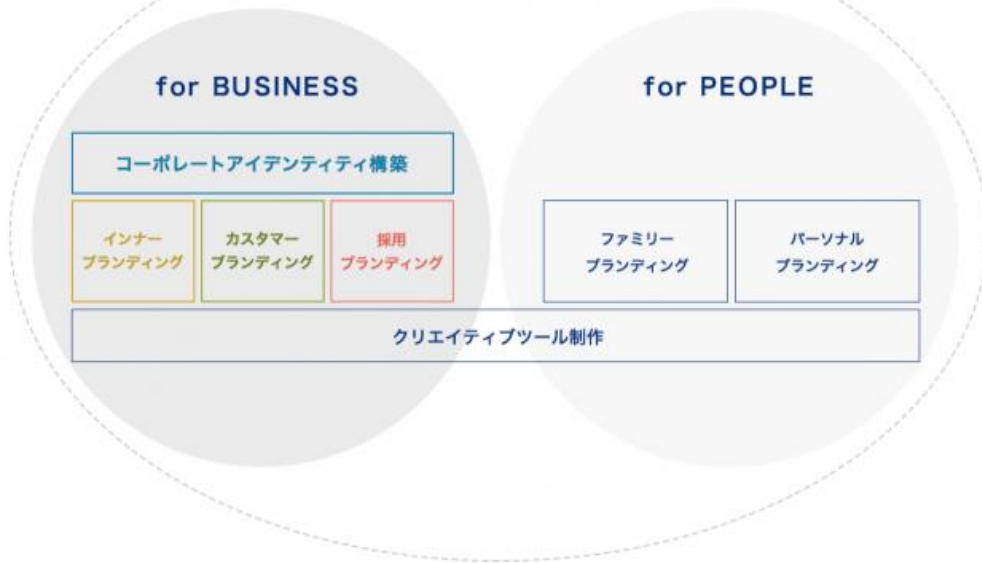 for BUSINESS
for PEOPLE
コーポレートアイデンティティ構築
インナー
ブランディング
カスタマー
ブランディング
採用
ブランディング
ファミリー
ブランディング
パーソナル
ブランディング
クリエイティブツール制作